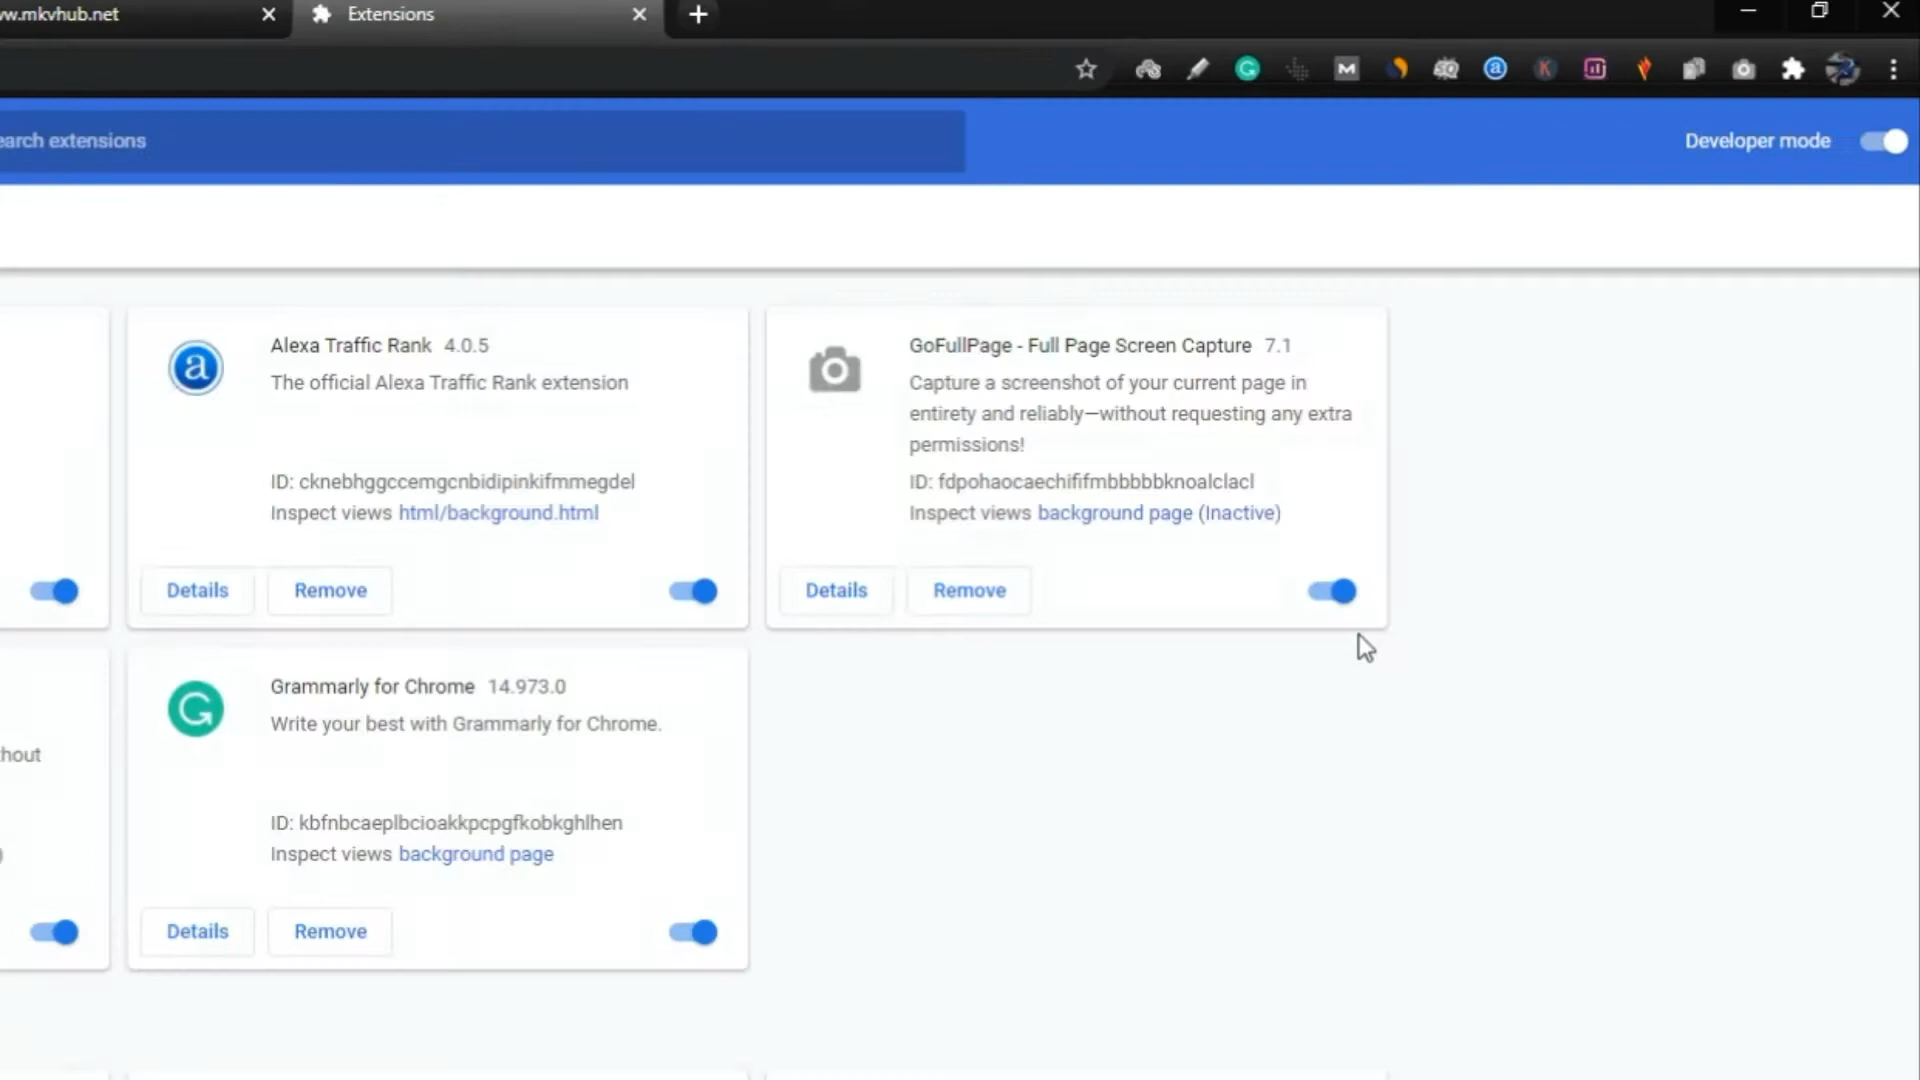 ww.mkvhub.net
Extensions
earch extensions
Developer mode
Alexa Traffic Rank 4.0.5
The official Alexa Traffic Rank extension
ID: cknebhggccemgcnbidipinkifmmegdel
Inspect views html/background.html
Details
Remove
GoFullPage - Full Page Screen Capture 7.1
Capture a screenshot of your current page in
entirety and reliably—without requesting any extra
permissions!
ID: fdpohaocaechififmbbbbbknoalclacl
Inspect views background page (Inactive)
Details
Remove
hout
Grammarly for Chrome 14.973.0
Write your best with Grammarly for Chrome.
ID: kbfnbcaeplbcioakkpcpgfkobkghlhen
Inspect views background page
Details
Remove